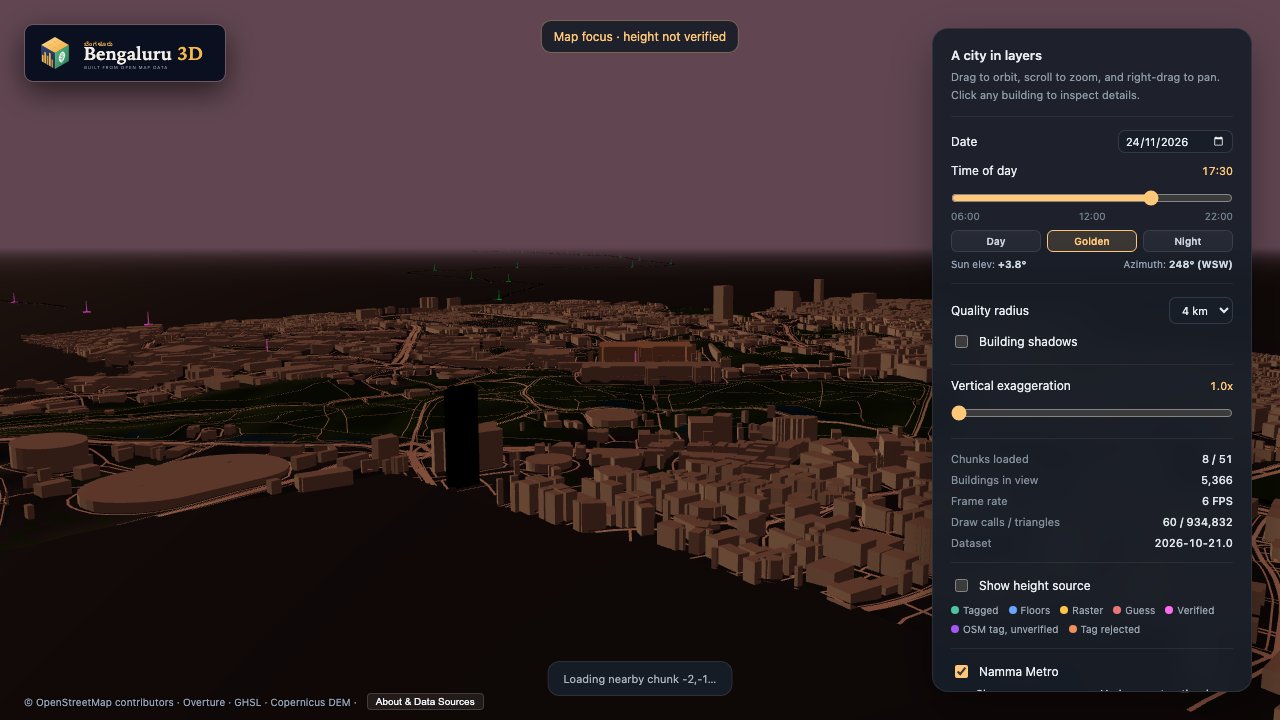 ಬೆಂಗಳೂರು
Bengaluru 3D
BUILT FROM OPEN MAP DATA
Map focus · height not verified
A city in layers
Drag to orbit, scroll to zoom, and right-drag to pan.
Click any building to inspect details.
Date 24/11/2026
Time of day 17:30
06:00 12:00 22:00
Day Golden Night
Sun elev: +3.8° Azimuth: 248° (WSW)
Quality radius 4 km
Building shadows
Vertical exaggeration 1.0x
Chunks loaded 8 / 51
Buildings in view 5,366
Frame rate 6 FPS
Draw calls / triangles 60 / 934,832
Dataset 2026-10-21.0
Show height source
Tagged Floors Raster Guess Verified
OSM tag, unverified Tag rejected
Namma Metro
Loading nearby chunk -2,-1...
© OpenStreetMap contributors · Overture · GHSL · Copernicus DEM · About & Data Sources